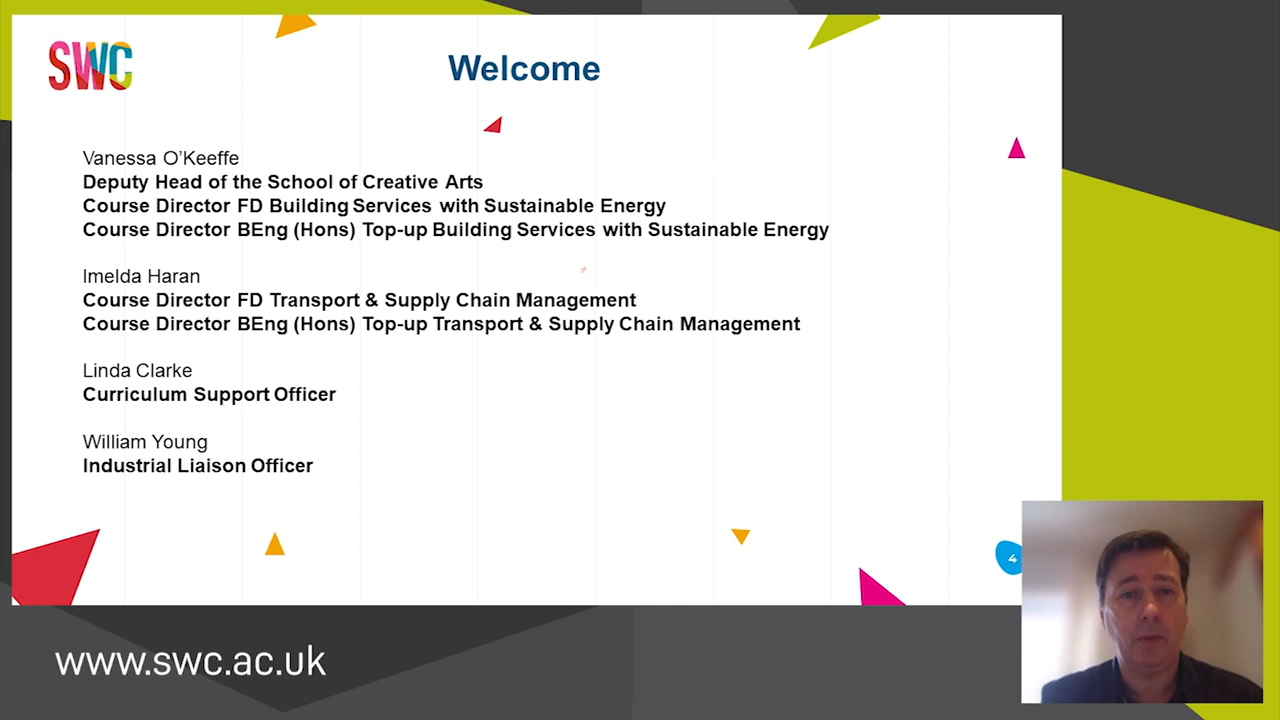 SWC
Welcome
Vanessa O'Keeffe
Deputy Head of the School of Creative Arts
Course Director FD Building Services with Sustainable Energy
Course Director BEng (Hons) Top-up Building Services with Sustainable Energy
Imelda Haran
Course Director FD Transport & Supply Chain Management
Course Director BEng (Hons) Top-up Transport & Supply Chain Management
Linda Clarke
Curriculum Support Officer
William Young
Industrial Liaison Officer
4
www.swc.ac.uk